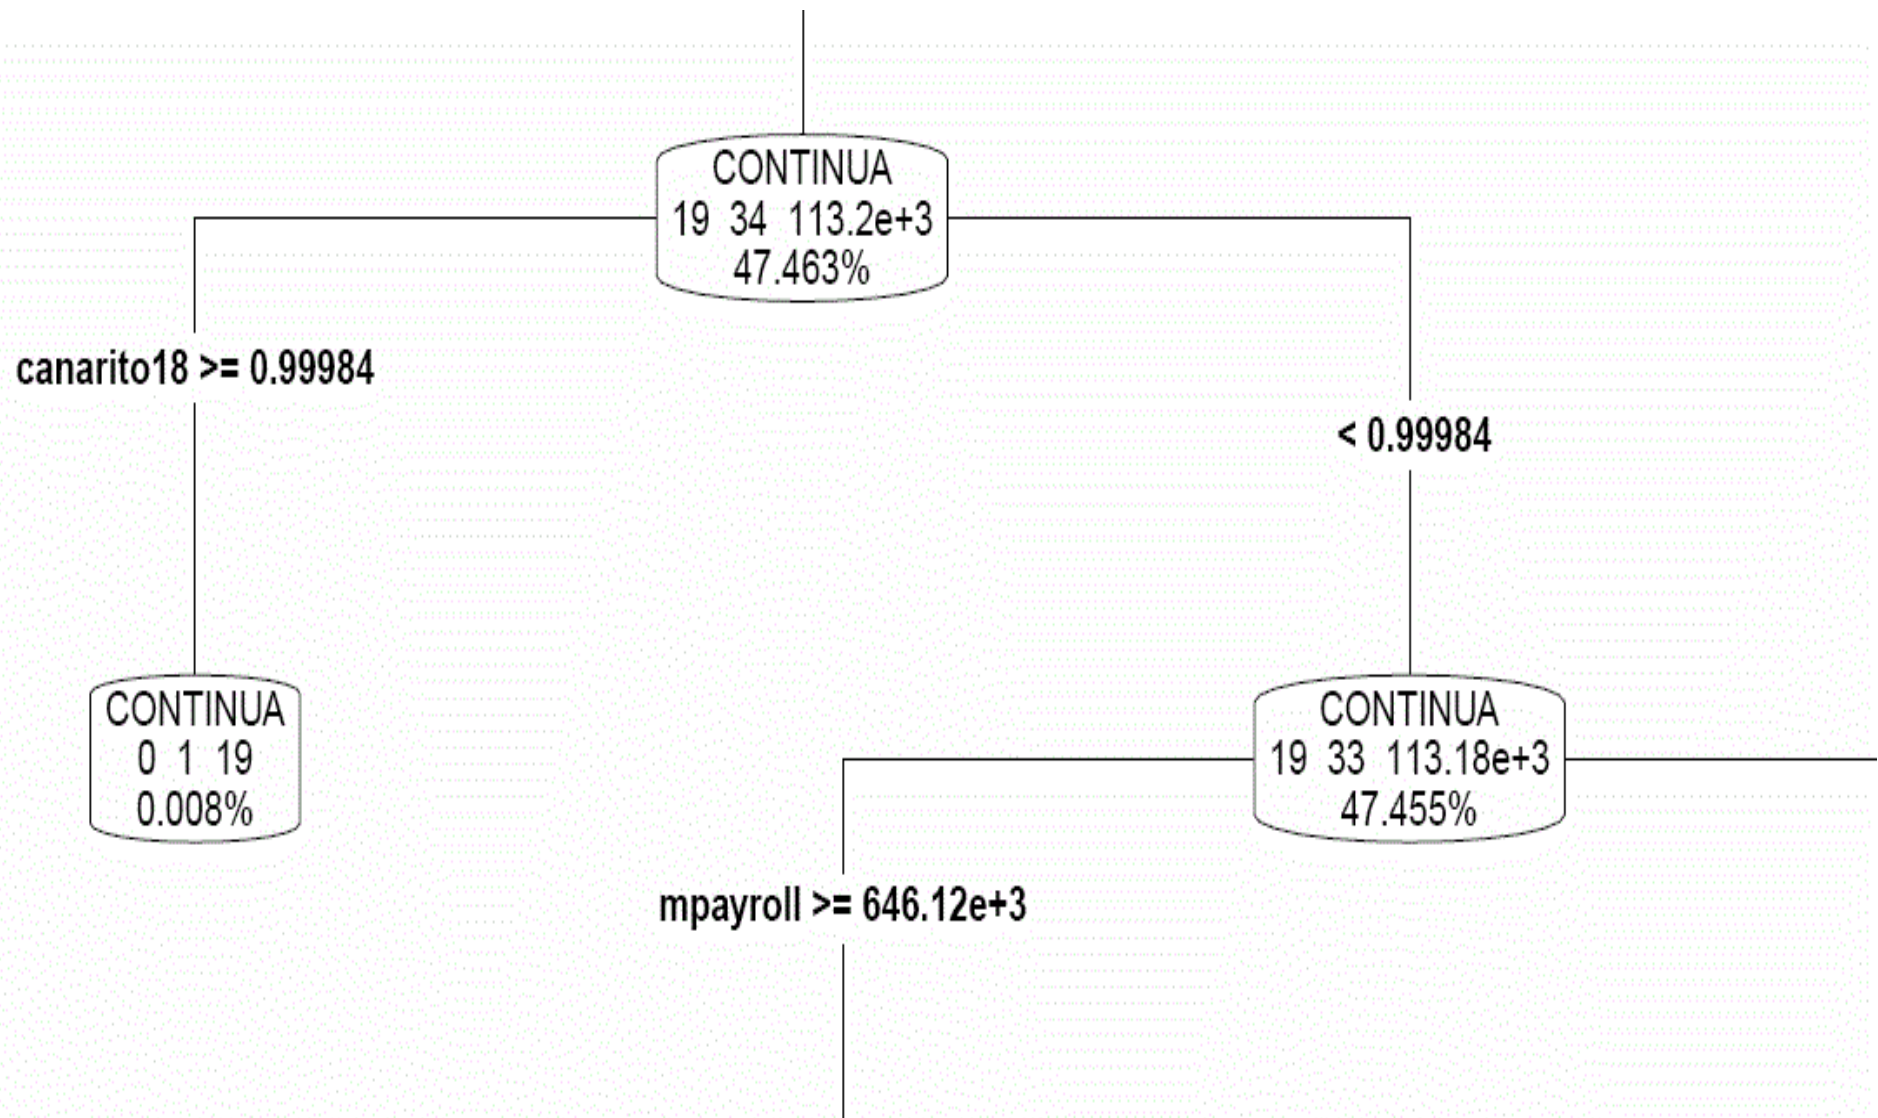 CONTINUA
19 34 113.2e+3
47.463%
canarito18 >= 0.99984
< 0.99984
CONTINUA
0 1 19
0.008%
CONTINUA
19 33 113.18e+3
47.455%
mpayroll >= 646.12e+3